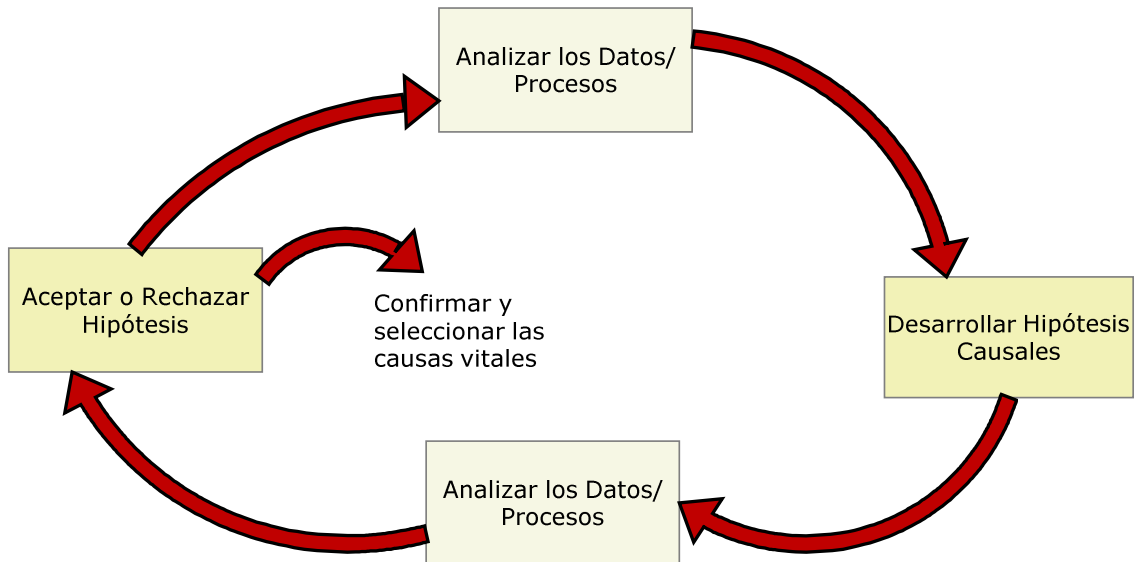 Analizar los Datos/
Procesos
Aceptar o Rechazar
Hipótesis
Confirmar y
seleccionar las
causas vitales
Desarrollar Hipótesis
Causales
Analizar los Datos/
Procesos